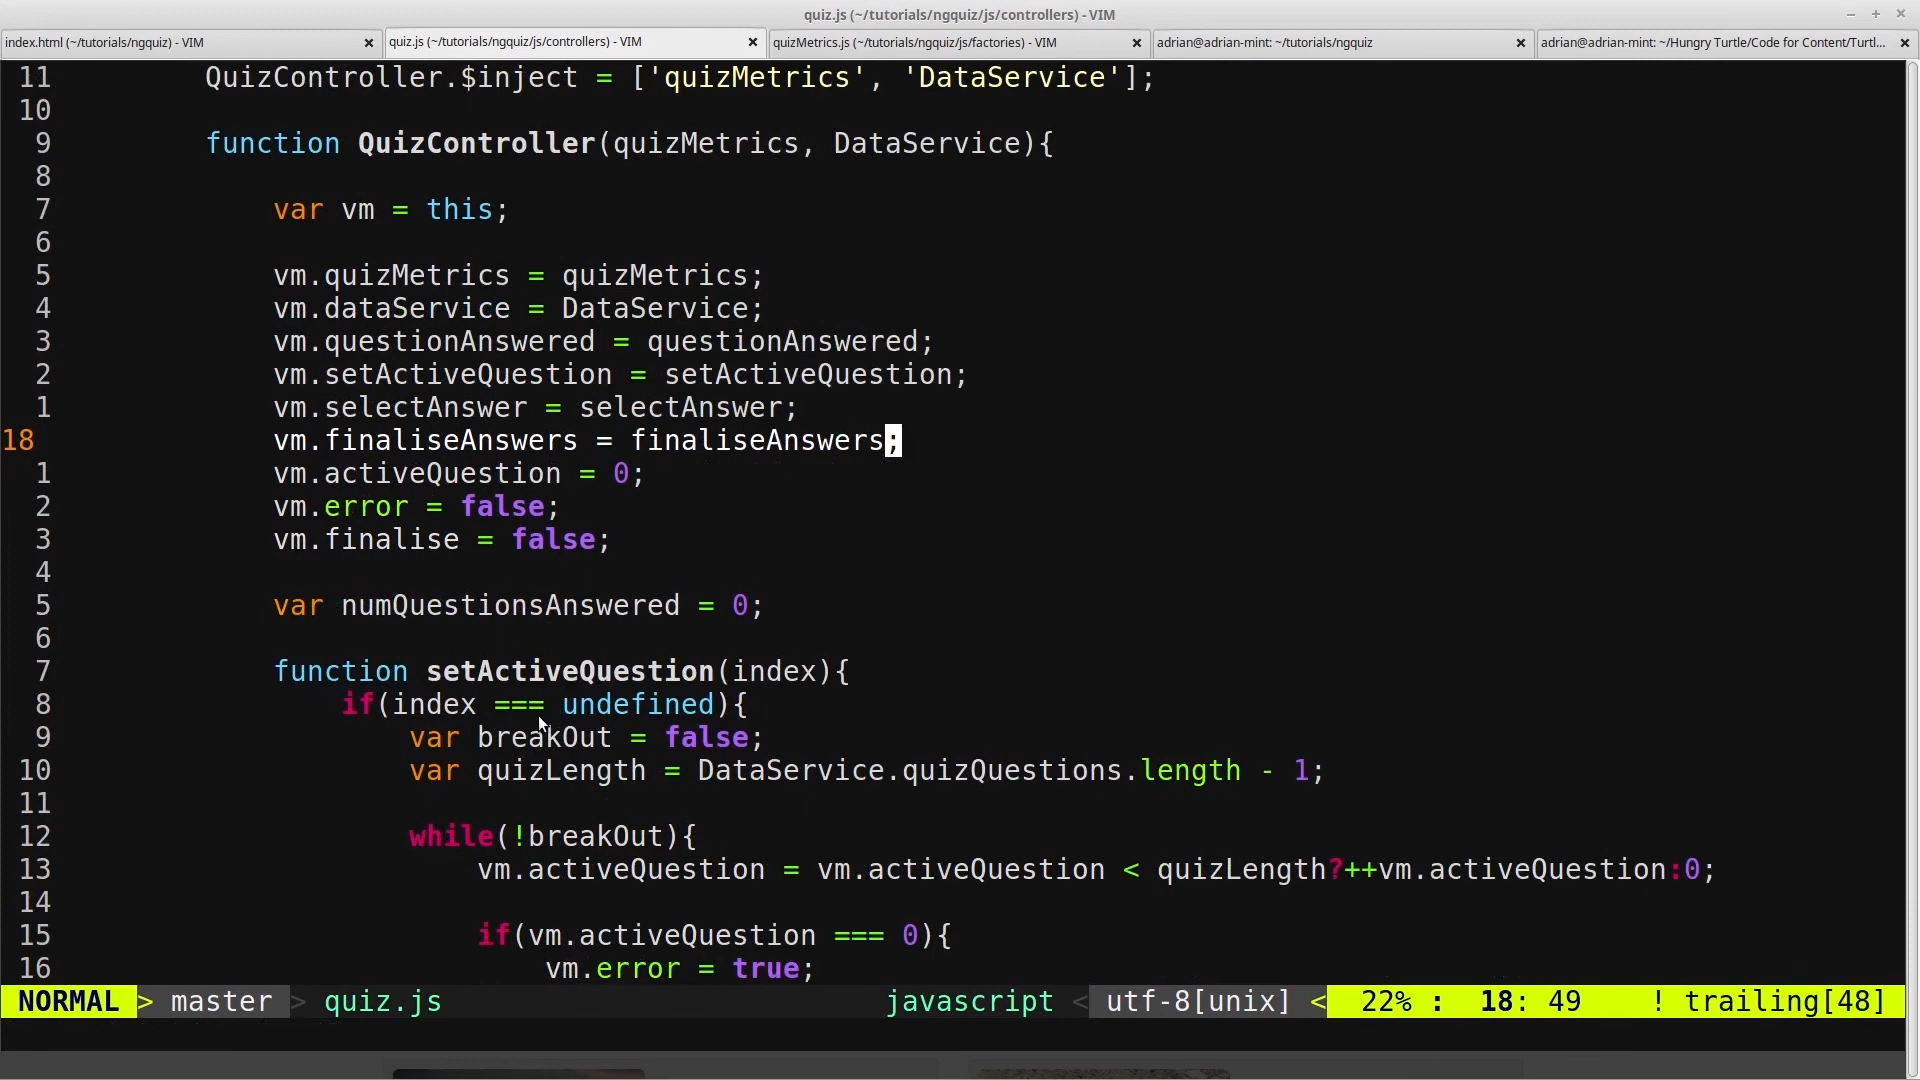 quiz.js (~/tutorials/ngquiz/js/controllers) - VIM
index.html (~/tutorials/ngquiz) - VIM
quiz.js (~/tutorials/ngquiz/js/controllers) - VIM
quizMetrics.js (~/tutorials/ngquiz/js/factories) - VIM
adrian@adrian-mint: ~/tutorials/ngquiz
adrian@adrian-mint: ~/Hungry Turtle/Code for Content/Turtl...
11 QuizController.$inject = ['quizMetrics', 'DataService'];
10
9 function QuizController(quizMetrics, DataService){
8
7 var vm = this;
6
5 vm.quizMetrics = quizMetrics;
4 vm.dataService = DataService;
3 vm.questionAnswered = questionAnswered;
2 vm.setActiveQuestion = setActiveQuestion;
1 vm.selectAnswer = selectAnswer;
18 vm.finaliseAnswers = finaliseAnswers;
1 vm.activeQuestion = 0;
2 vm.error = false;
3 vm.finalise = false;
4
5 var numQuestionsAnswered = 0;
6
7 function setActiveQuestion(index){
8 if(index === undefined){
9 var breakOut = false;
10 var quizLength = DataService.quizQuestions.length - 1;
11
12 while(!breakOut){
13 vm.activeQuestion = vm.activeQuestion < quizLength?++vm.activeQuestion:0;
14
15 if(vm.activeQuestion === 0){
16 vm.error = true;
NORMAL > master > quiz.js javascript < utf-8[unix] < 22% : 18: 49 ! trailing[48]